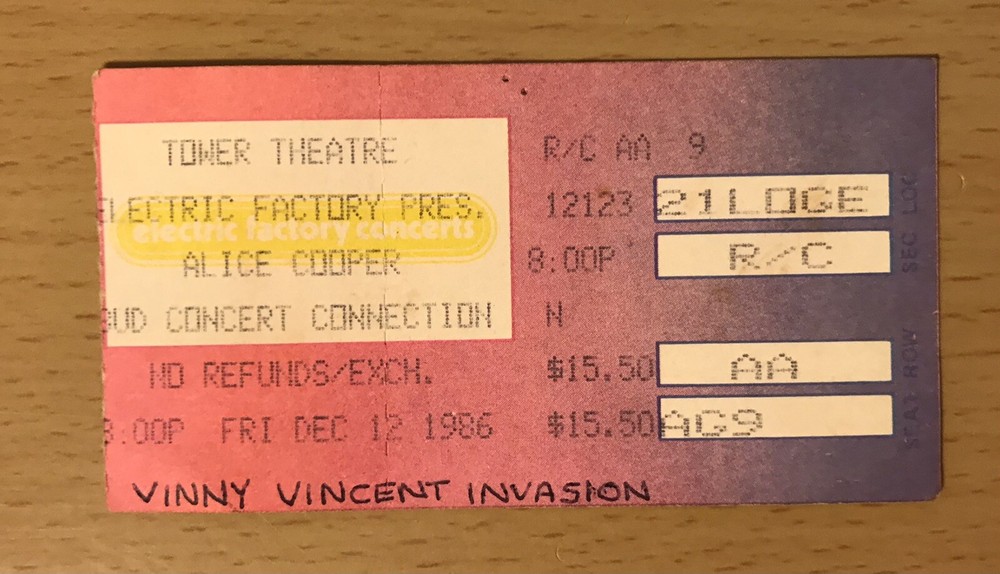 TOWER THEATRE
R/C AA 9
ELECTRIC FACTORY PRES.
12123
21LOGE
electric factory concerts
ALICE COOPER
8:00P
R/C
SEC LOC
BUD CONCERT CONNECTION
N
NO REFUNDS/EXCH.
$15.50
AA
SEAT ROW
8:00P FRI DEC 12 1986
$15.50
AG9
VINNY VINCENT INVASION